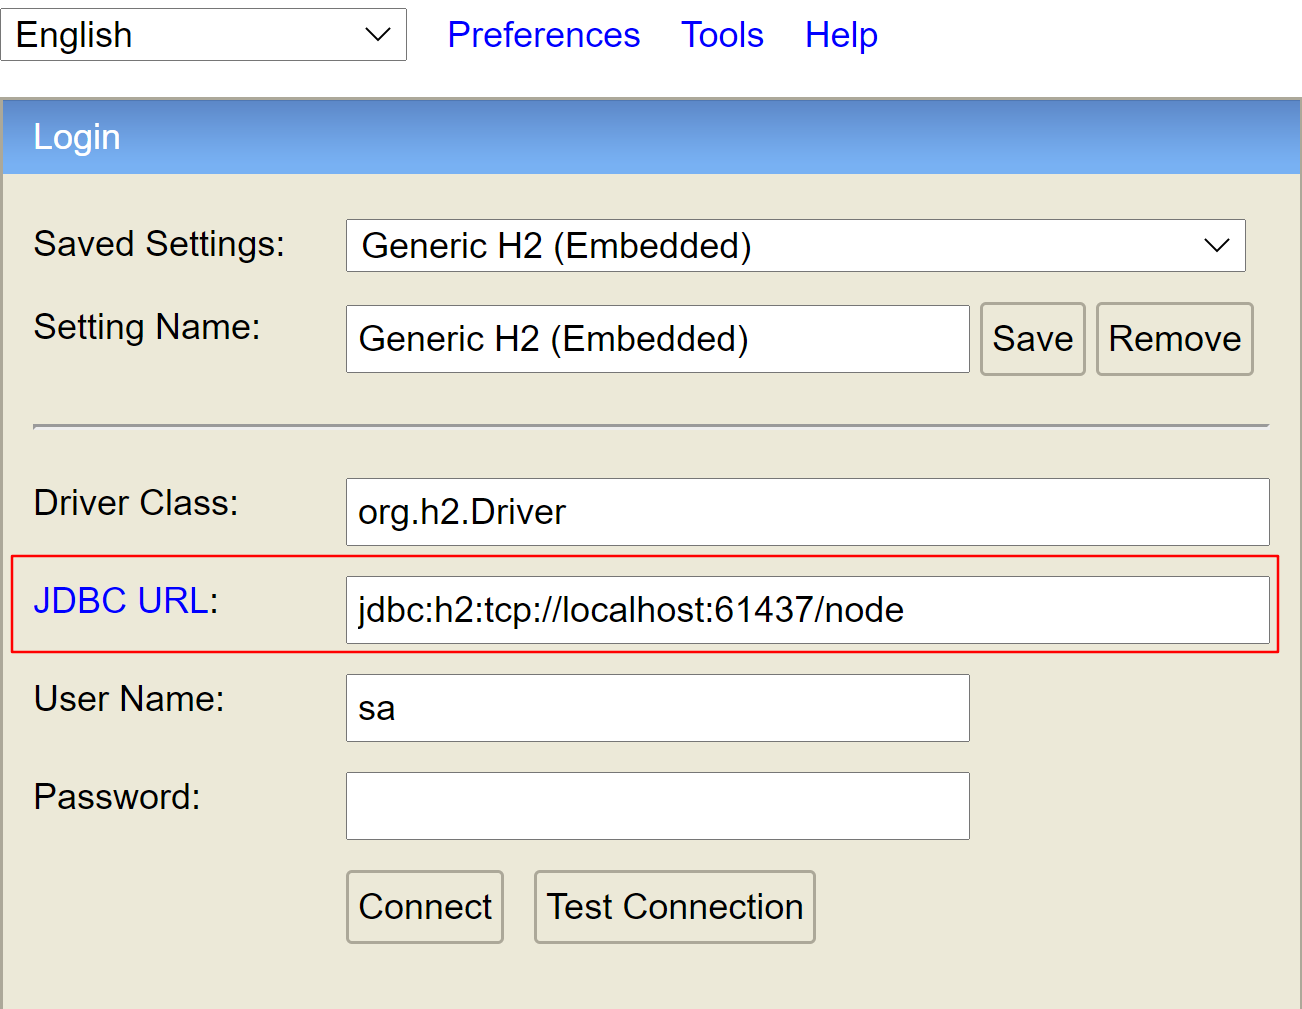 English Preferences Tools Help
Login
Saved Settings: Generic H2 (Embedded)
Setting Name: Generic H2 (Embedded) Save Remove
Driver Class: org.h2.Driver
JDBC URL: jdbc:h2:tcp://localhost:61437/node
User Name: sa
Password:
Connect Test Connection